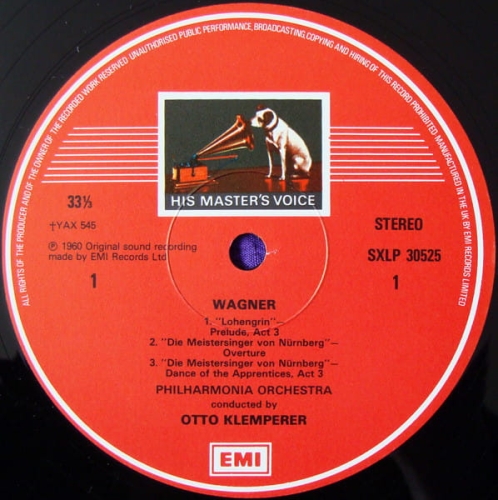 ALL RIGHTS OF THE PRODUCER AND OF THE OWNER OF THE RECORDED WORK RESERVED UNAUTHORISED PUBLIC PERFORMANCE, BROADCASTING, COPYING AND HIRING OF THIS RECORD PROHIBITED. MANUFACTURED IN THE UK BY EMI RECORDS LIMITED
HIS MASTER'S VOICE
33⅓
†YAX 545
℗ 1960 Original sound recording
made by EMI Records Ltd
1
STEREO
SXLP 30525
1
WAGNER
1. "Lohengrin"—
Prelude, Act 3
2. "Die Meistersinger von Nürnberg"—
Overture
3. "Die Meistersinger von Nürnberg"—
Dance of the Apprentices, Act 3
PHILHARMONIA ORCHESTRA
conducted by
OTTO KLEMPERER
EMI